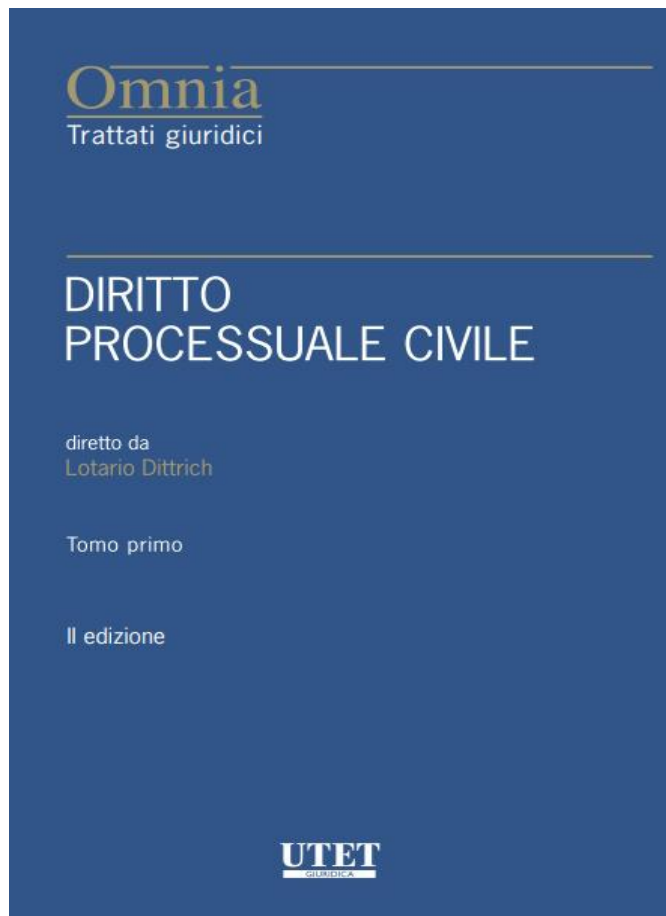 Omnia
Trattati giuridici
DIRITTO
PROCESSUALE CIVILE
diretto da
Lotario Dittrich
Tomo primo
II edizione
UTET
GIURIDICA